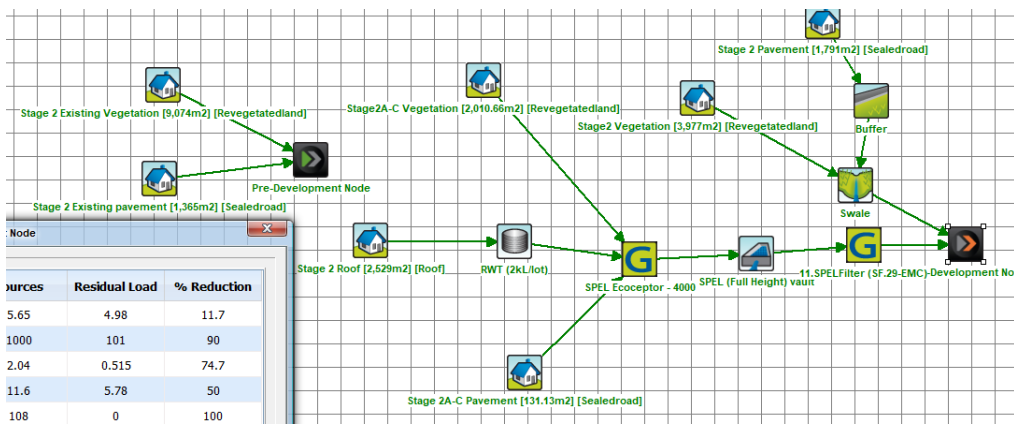 Stage 2 Pavement [1,791m2] [Sealedroad]
Stage 2 Existing Vegetation [9,074m2] [Revegetatedland]
Stage2A-C Vegetation [2,010.66m2] [Revegetatedland]
Stage2 Vegetation [3,977m2] [Revegetatedland]
Buffer
Pre-Development Node
Stage 2 Existing pavement [1,365m2] [Sealedroad]
Swale
Stage 2 Roof [2,529m2] [Roof]
RWT (2kL/lot)
G
SPEL Ecoceptor - 4000
SPEL (Full Height) vault
G
11.SPELFilter (SF.29-EMC)
-Development No
Stage 2A-C Pavement [131.13m2] [Sealedroad]
Node
ources Residual Load % Reduction
5.65 4.98 11.7
1000 101 90
2.04 0.515 74.7
11.6 5.78 50
108 0 100